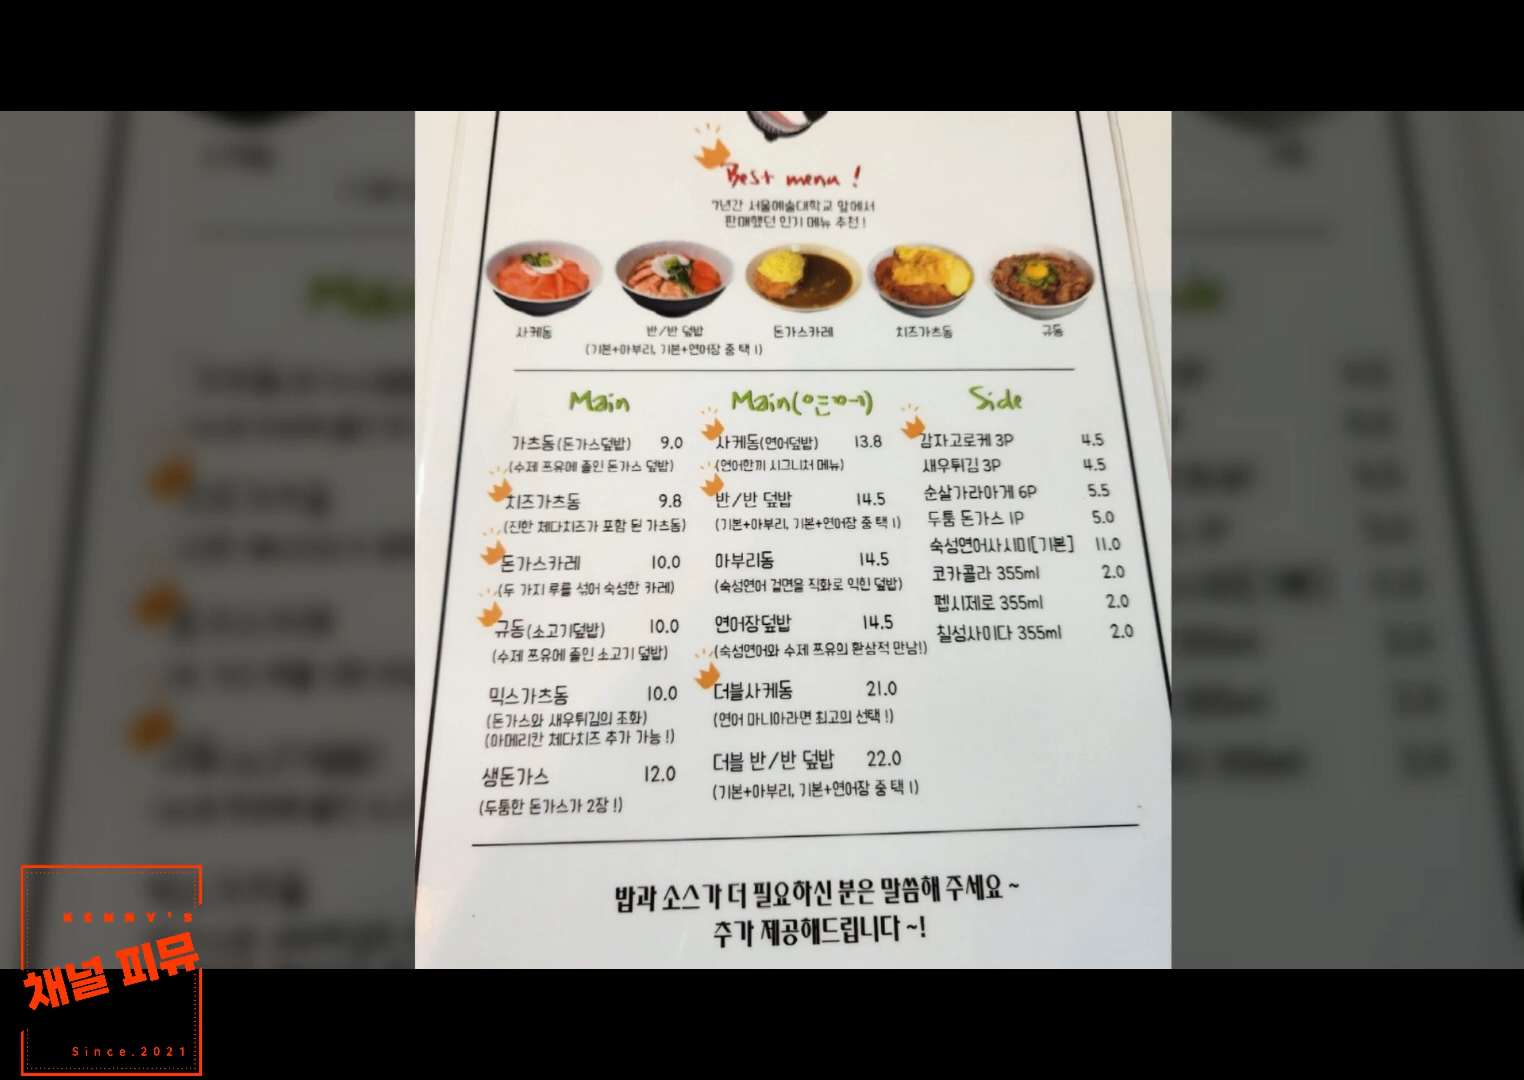 Best menu !
7년간 서울예술대학교 앞에서
판매했던 인기 메뉴 추천 !
사케동
반/반 덮밥
돈가스카레
치즈가츠동
규동
(기본+아부리, 기본+연어장 중 택 1)
Main
가츠동(돈가스덮밥) 9.0
(수제 쯔유에 졸인 돈가스 덮밥)
치즈가츠동 9.8
(진한 체다치즈가 포함 된 가츠동)
돈가스카레 10.0
(두 가지 루를 섞어 숙성한 카레)
규동(소고기덮밥) 10.0
(수제 쯔유에 졸인 소고기 덮밥)
믹스가츠동 10.0
(돈가스와 새우튀김의 조화)
(아메리칸 체다치즈 추가 가능 !)
생돈가스 12.0
(두툼한 돈가스가 2장 !)
Main(연어)
사케동(연어덮밥) 13.8
(연어한끼 시그니처 메뉴)
반/반 덮밥 14.5
(기본+아부리, 기본+연어장 중 택 1)
아부리동 14.5
(숙성연어 겉면을 직화로 익힌 덮밥)
연어장덮밥 14.5
(숙성연어와 수제 쯔유의 환상적 만남!)
더블사케동 21.0
(연어 마니아라면 최고의 선택 !)
더블 반/반 덮밥 22.0
(기본+아부리, 기본+연어장 중 택 1)
Side
감자고로케 3P 4.5
새우튀김 3P 4.5
순살가라아게 6P 5.5
두툼 돈가스 1P 5.0
숙성연어사시미[기본] 11.0
코카콜라 355ml 2.0
펩시제로 355ml 2.0
칠성사이다 355ml 2.0
밥과 소스가 더 필요하신 분은 말씀해 주세요 ~
추가 제공해드립니다 ~!
KENNY'S
채널 피뮤
Since.2021